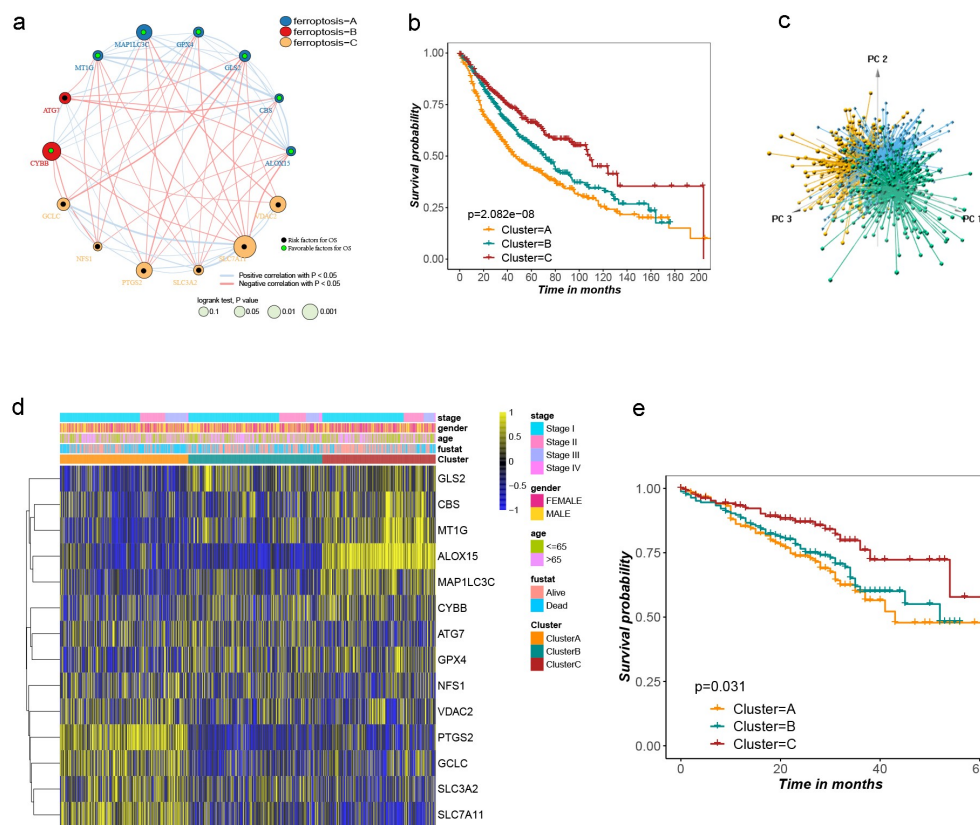 a
ferroptosis-A
ferroptosis-B
ferroptosis-C
MAP1LC3C
GPX4
MT1G
GLS2
ATG7
CBS
CYBB
ALOX15
GCLC
VDAC2
NFS1
SLC7A11
PTGS2
SLC3A2
Risk factors for OS
Favorable factors for OS
Positive correlation with P < 0.05
Negative correlation with P < 0.05
logrank test, P value
0.1 0.05 0.01 0.001
b
Survival probability
1.00
0.75
0.50
0.25
0.00
p=2.082e−08
Cluster=A
Cluster=B
Cluster=C
0 20 40 60 80 100 120 140 160 180 200
Time in months
c
PC 2
PC 3
PC 1
d
stage
gender
age
fustat
Cluster
GLS2
CBS
MT1G
ALOX15
MAP1LC3C
CYBB
ATG7
GPX4
NFS1
VDAC2
PTGS2
GCLC
SLC3A2
SLC7A11
1
0.5
0
−0.5
−1
stage
Stage I
Stage II
Stage III
Stage IV
gender
FEMALE
MALE
age
<=65
>65
fustat
Alive
Dead
Cluster
ClusterA
ClusterB
ClusterC
e
Survival probability
1.00
0.75
0.50
0.25
0.00
p=0.031
Cluster=A
Cluster=B
Cluster=C
0 20 40
Time in months